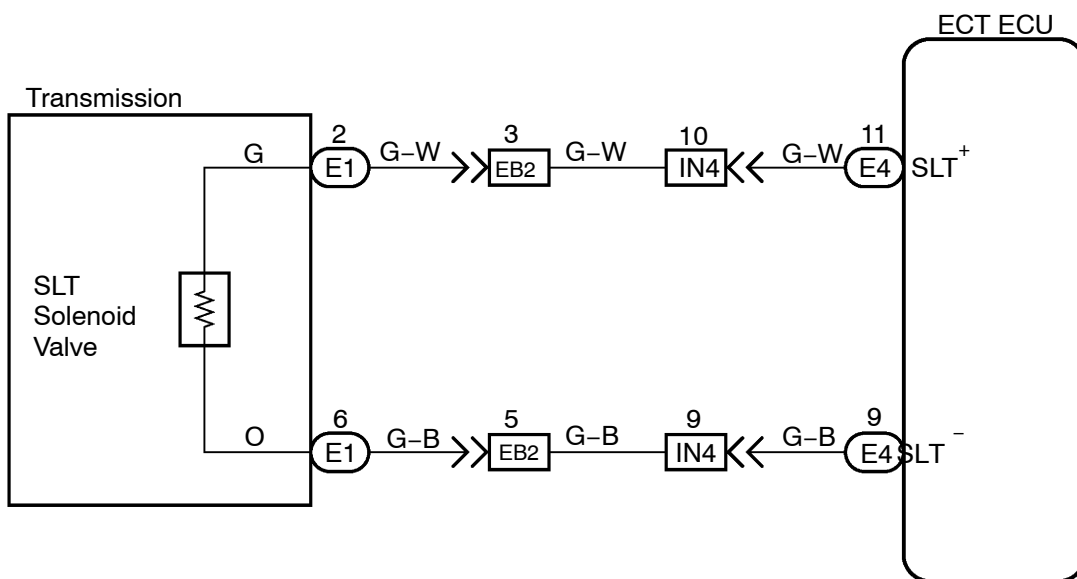 ECT ECU
Transmission
2 3 10 11
G G–W G–W G–W
E1 EB2 IN4 E4 SLT+
SLT
Solenoid
Valve
6 5 9 9
O G–B G–B G–B
E1 EB2 IN4 E4 SLT–